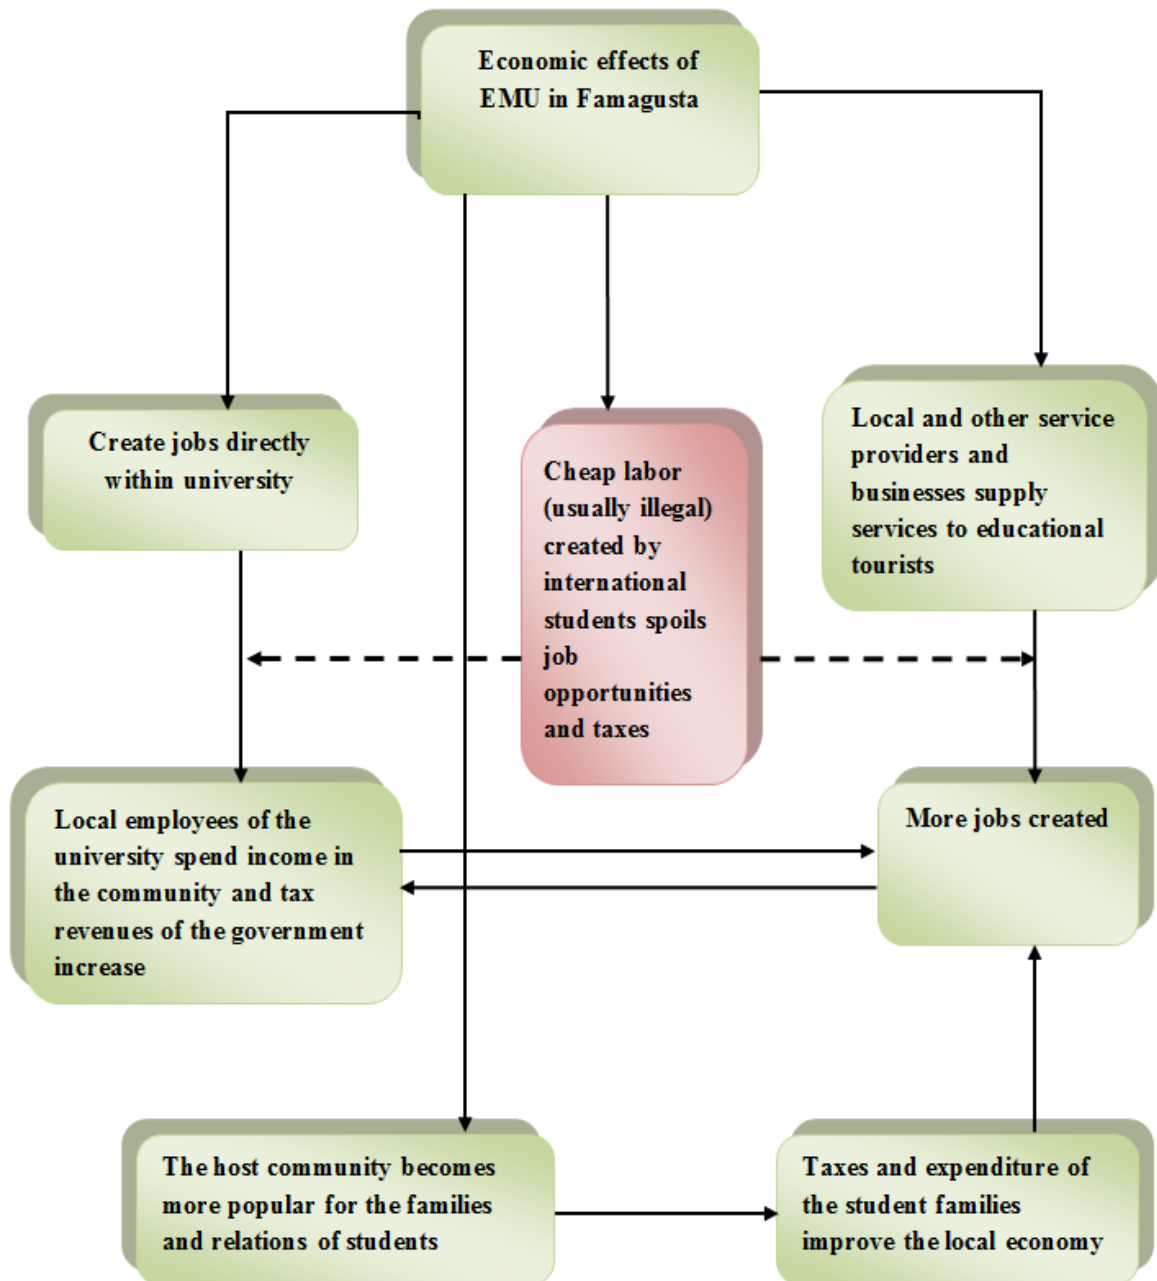 Economic effects of
EMU in Famagusta
Create jobs directly
within university
Cheap labor
(usually illegal)
created by
international
students spoils
job
opportunities
and taxes
Local and other service
providers and
businesses supply
services to educational
tourists
Local employees of the
university spend income in
the community and tax
revenues of the government
increase
More jobs created
The host community becomes
more popular for the families
and relations of students
Taxes and expenditure of
the student families
improve the local economy